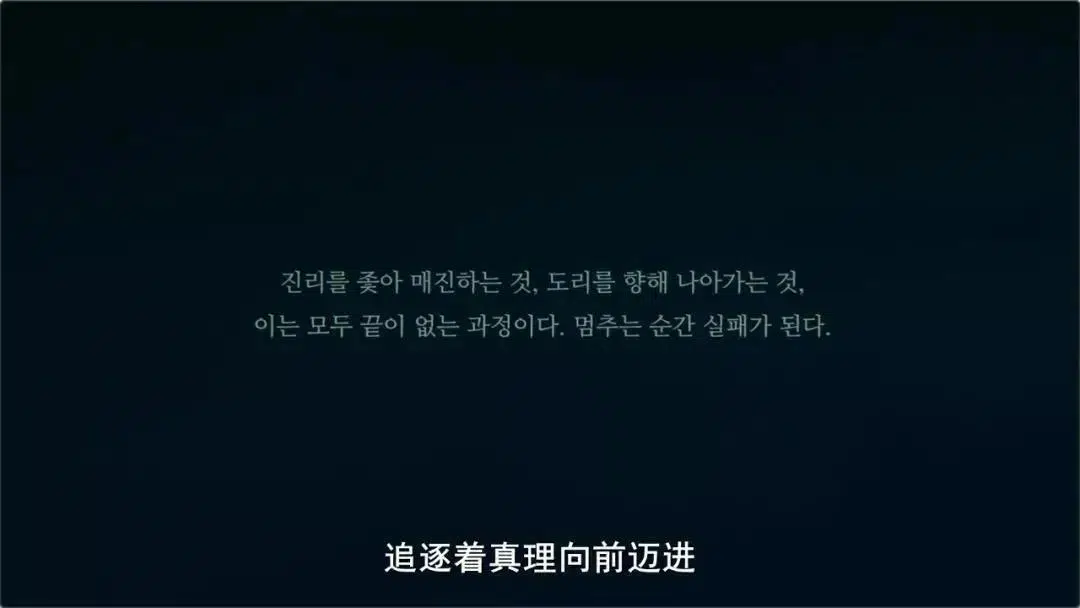 진리를 좇아 매진하는 것, 도리를 향해 나아가는 것,
이는 모두 끝이 없는 과정이다. 멈추는 순간 실패가 된다.
追逐着真理向前迈进